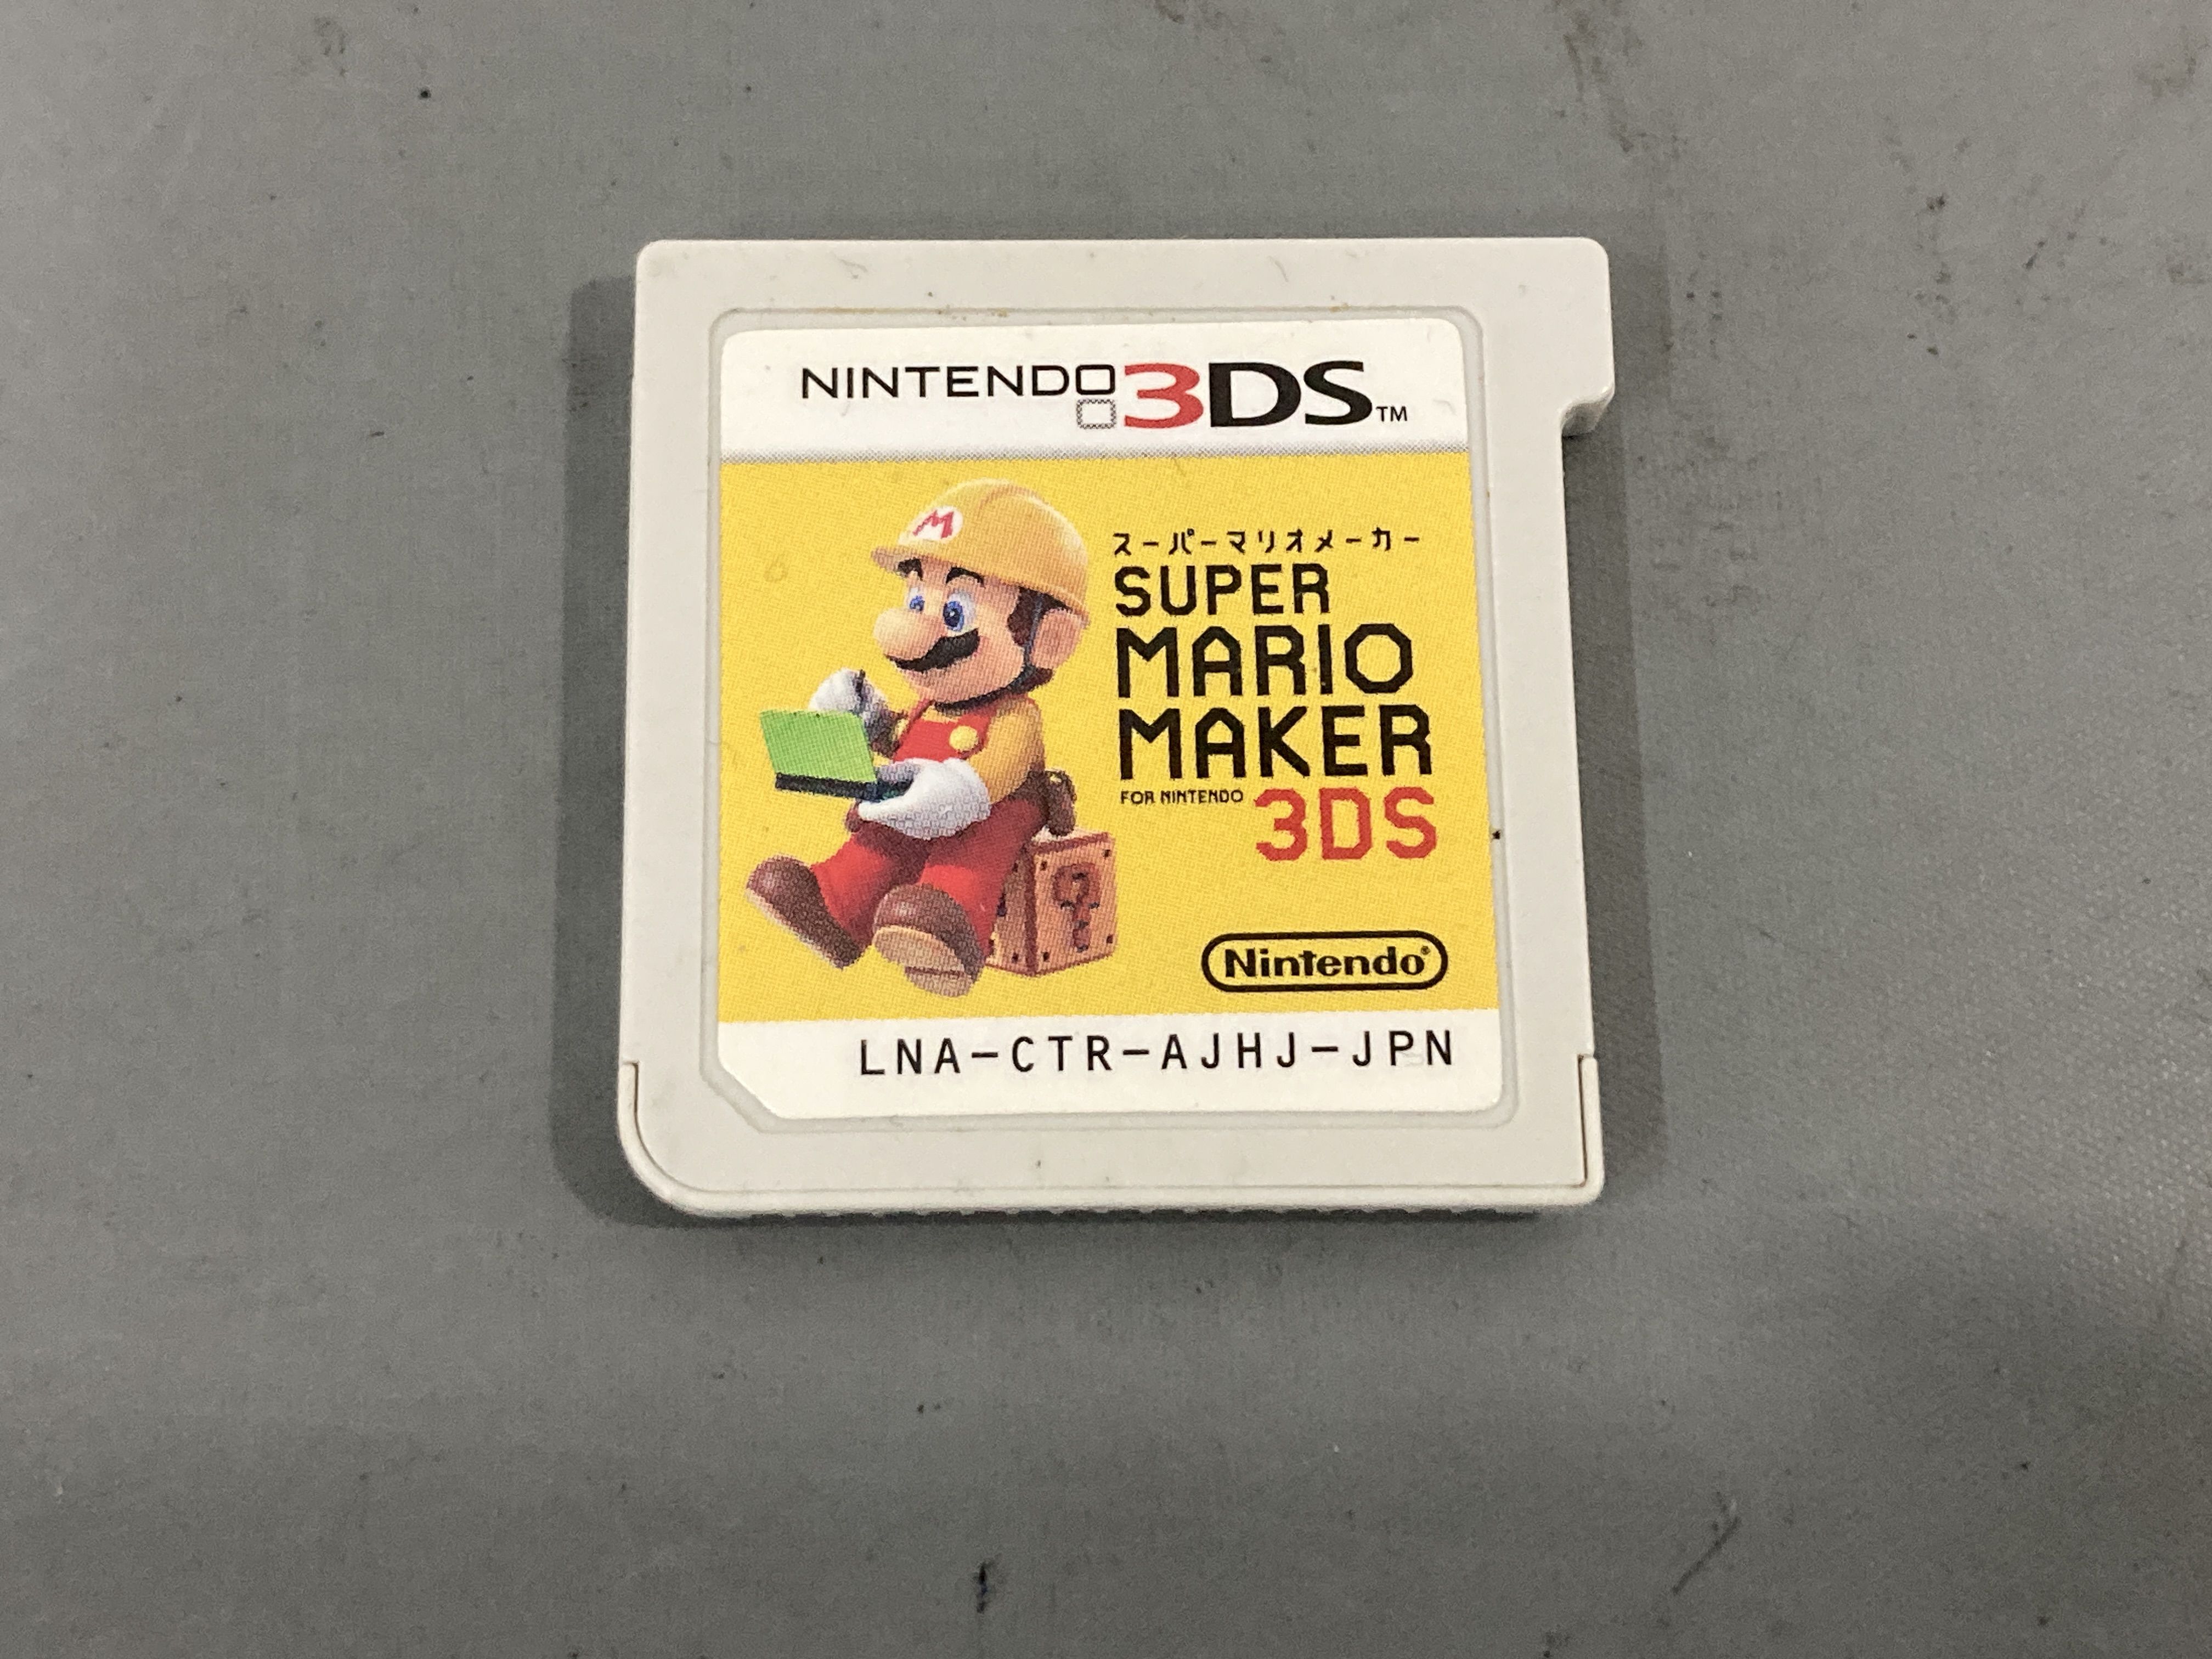 NINTENDO 3DS™
スーパーマリオメーカー
SUPER
MARIO
MAKER
FOR NINTENDO 3DS
Nintendo®
LNA-CTR-AJHJ-JPN